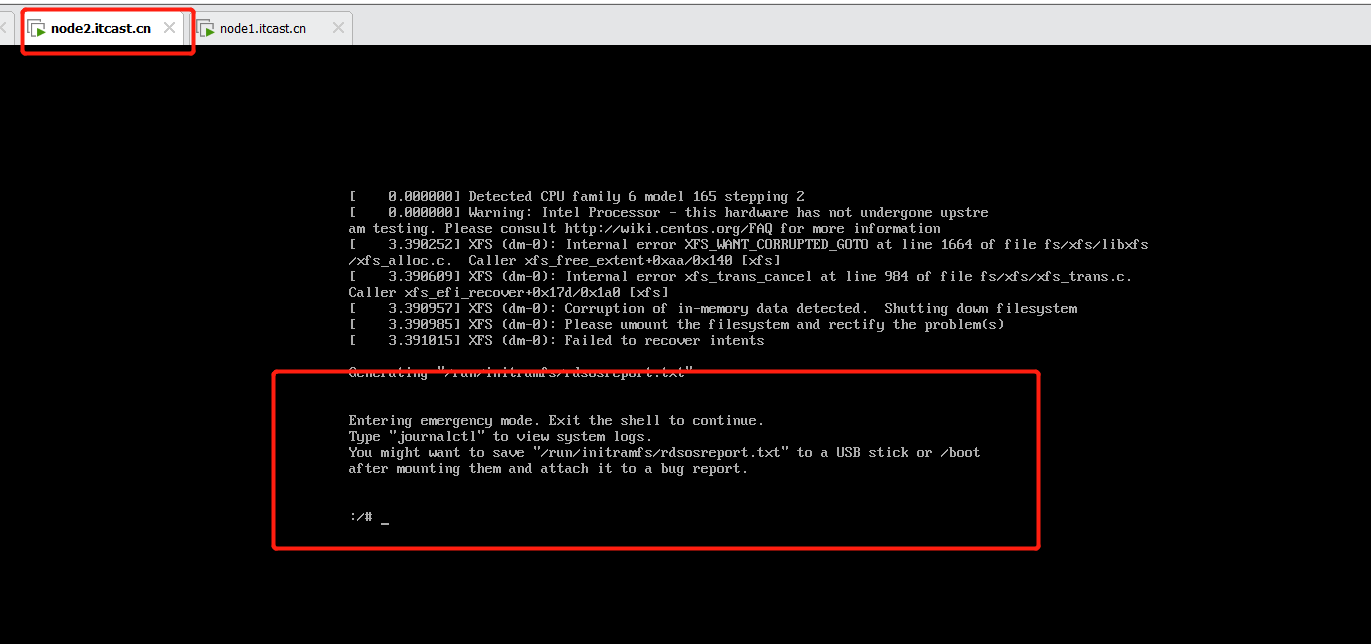 node2.itcast.cn
node1.itcast.cn
[    0.000000] Detected CPU family 6 model 165 stepping 2
[    0.000000] Warning: Intel Processor - this hardware has not undergone upstre
am testing. Please consult http://wiki.centos.org/FAQ for more information
[    3.390252] XFS (dm-0): Internal error XFS_WANT_CORRUPTED_GOTO at line 1664 of file fs/xfs/libxfs
/xfs_alloc.c.  Caller xfs_free_extent+0xaa/0x140 [xfs]
[    3.390609] XFS (dm-0): Internal error xfs_trans_cancel at line 984 of file fs/xfs/xfs_trans.c.
Caller xfs_efi_recover+0x17d/0x1a0 [xfs]
[    3.390957] XFS (dm-0): Corruption of in-memory data detected.  Shutting down filesystem
[    3.390985] XFS (dm-0): Please umount the filesystem and rectify the problem(s)
[    3.391015] XFS (dm-0): Failed to recover intents
Generating "/run/initramfs/rdsosreport.txt"
Entering emergency mode. Exit the shell to continue.
Type "journalctl" to view system logs.
You might want to save "/run/initramfs/rdsosreport.txt" to a USB stick or /boot
after mounting them and attach it to a bug report.
:/# _